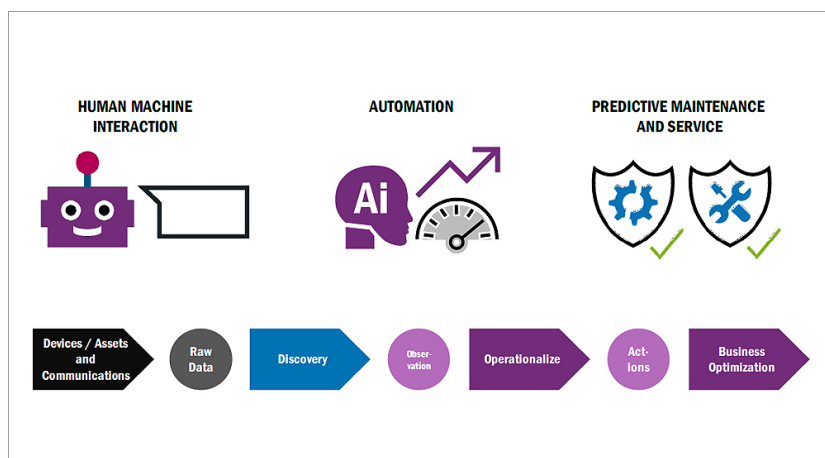 HUMAN MACHINE
INTERACTION
AUTOMATION
PREDICTIVE MAINTENANCE
AND SERVICE
Ai
Devices / Assets
and
Communications
Raw
Data
Discovery
Obser-
vation
Operationalize
Act-
ions
Business
Optimization